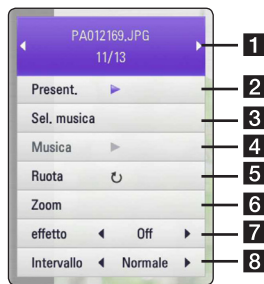 PA012169.JPG 1
11/13
Present. 2
Sel. musica 3
Musica 4
Ruota 5
Zoom 6
effetto Off 7
Intervallo Normale 8